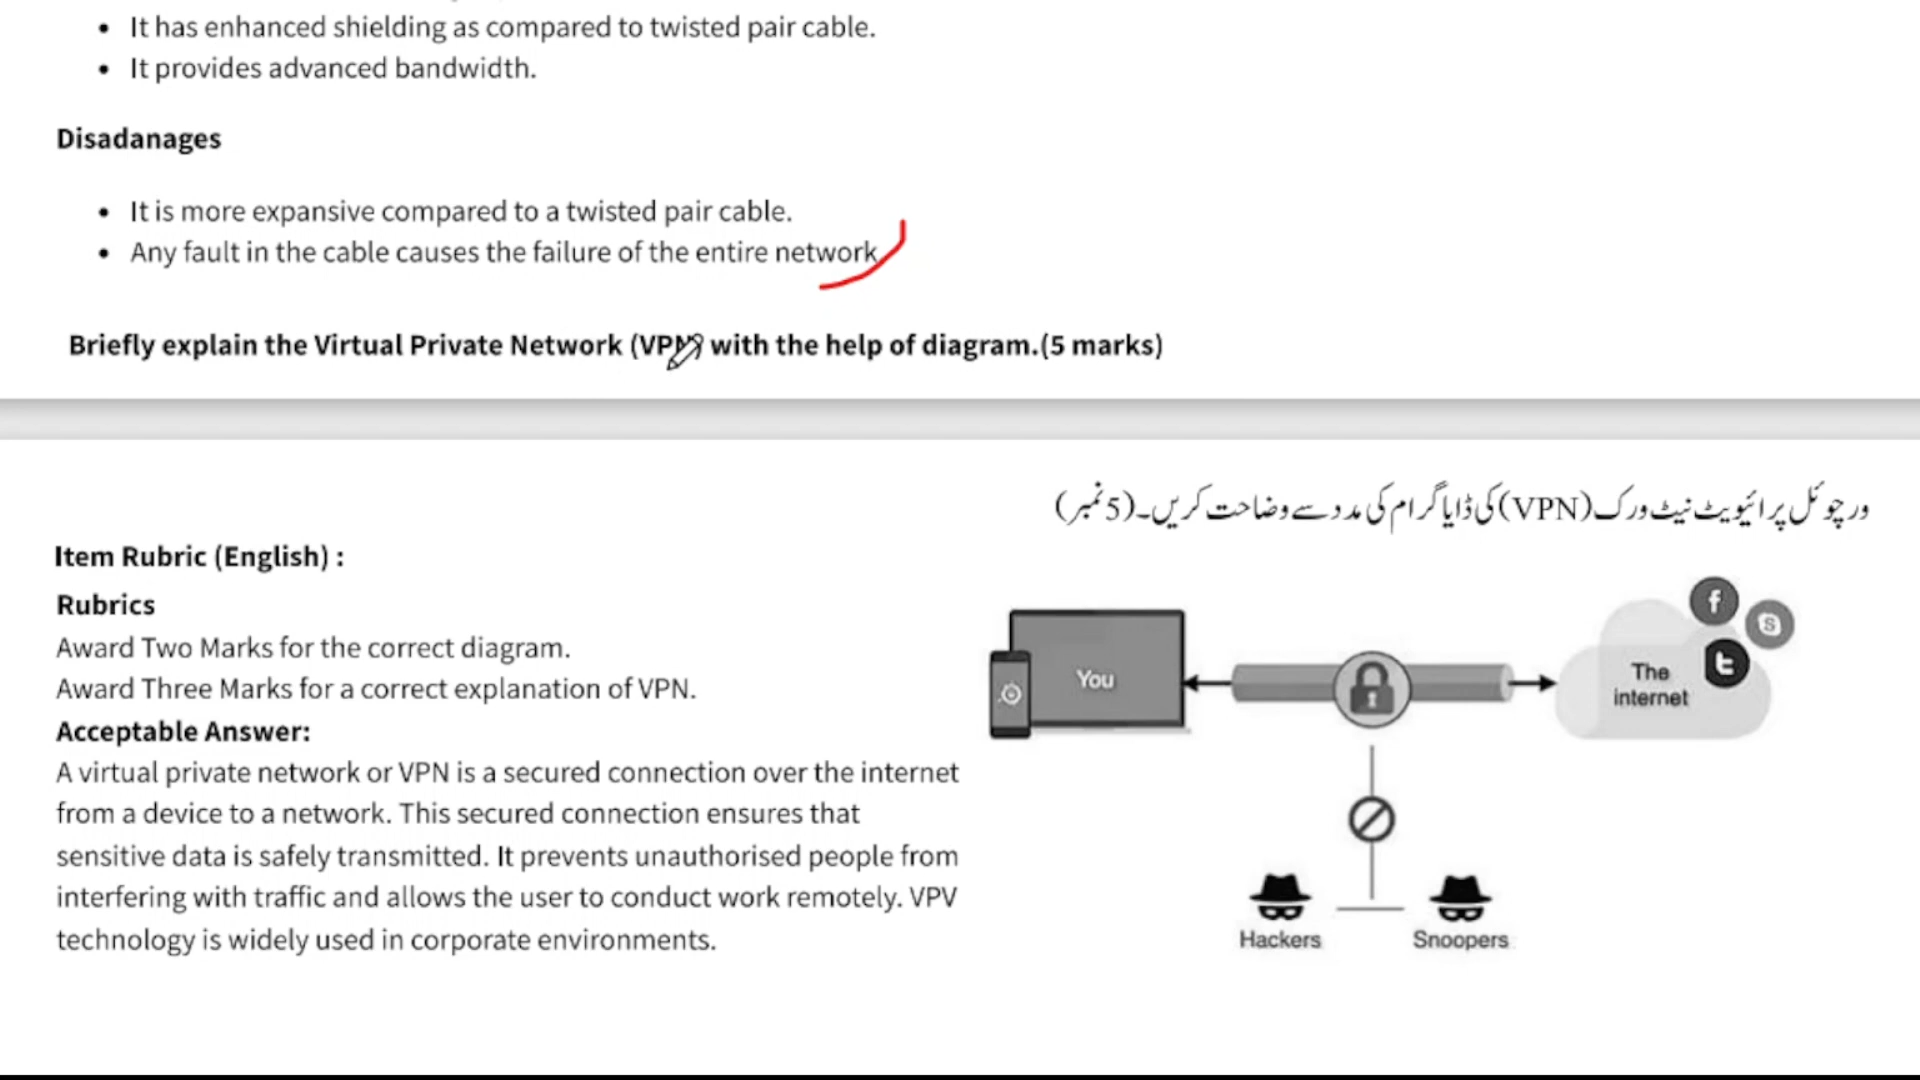 It has enhanced shielding as compared to twisted pair cable.
It provides advanced bandwidth.
Disadanages
It is more expansive compared to a twisted pair cable.
Any fault in the cable causes the failure of the entire network
Briefly explain the Virtual Private Network (VPN) with the help of diagram.(5 marks)
ورچوئل پرائیویٹ نیٹ ورک (VPN) کی ڈایا گرام کی مدد سے وضاحت کریں۔(5 نمبر)
Item Rubric (English) :
Rubrics
Award Two Marks for the correct diagram.
Award Three Marks for a correct explanation of VPN.
Acceptable Answer:
A virtual private network or VPN is a secured connection over the internet
from a device to a network. This secured connection ensures that
sensitive data is safely transmitted. It prevents unauthorised people from
interfering with traffic and allows the user to conduct work remotely. VPV
technology is widely used in corporate environments.
You
The
internet
f
S
t
Hackers
Snoopers